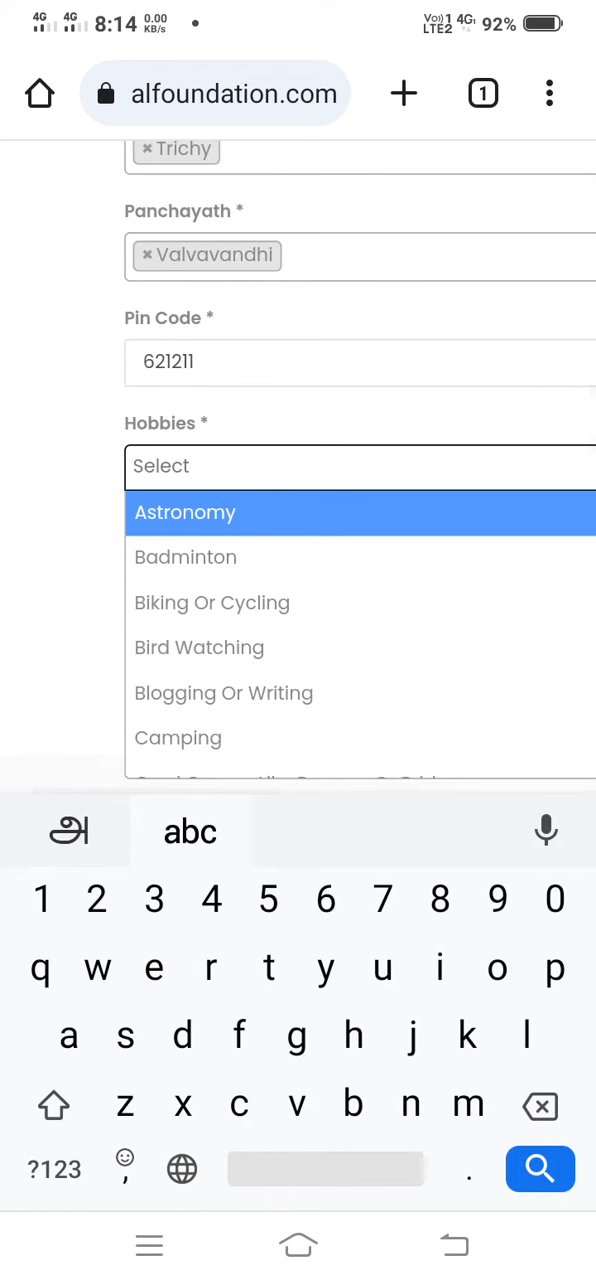 4G 4G 8:14 0.00 KB/s Vo)) 1 LTE2 4G 92%
alfoundation.com 1
×Trichy
Panchayath *
×Valvavandhi
Pin Code *
621211
Hobbies *
Select
Astronomy
Badminton
Biking Or Cycling
Bird Watching
Blogging Or Writing
Camping
அ abc
1 2 3 4 5 6 7 8 9 0
q w e r t y u i o p
a s d f g h j k l
z x c v b n m
?123 , .